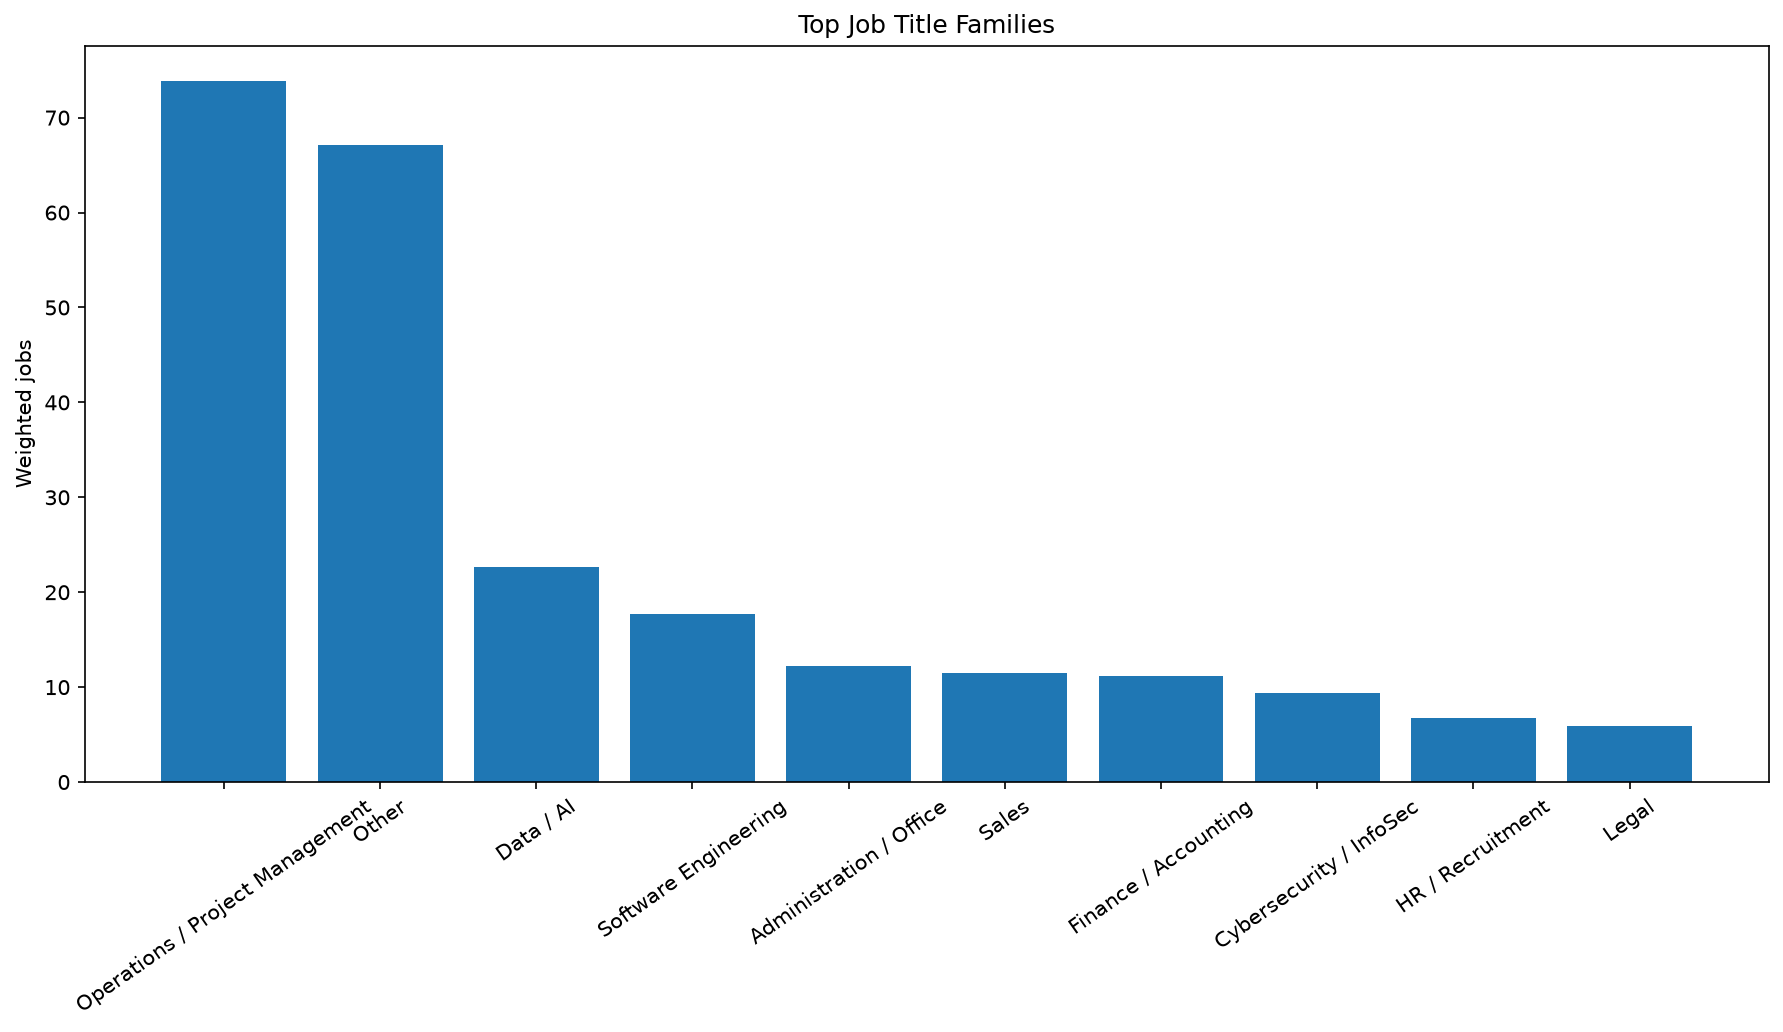 Top Job Title Families
Weighted jobs
70
60
50
40
30
20
10
0
Operations / Project Management
Other
Data / AI
Software Engineering
Administration / Office
Sales
Finance / Accounting
Cybersecurity / InfoSec
HR / Recruitment
Legal